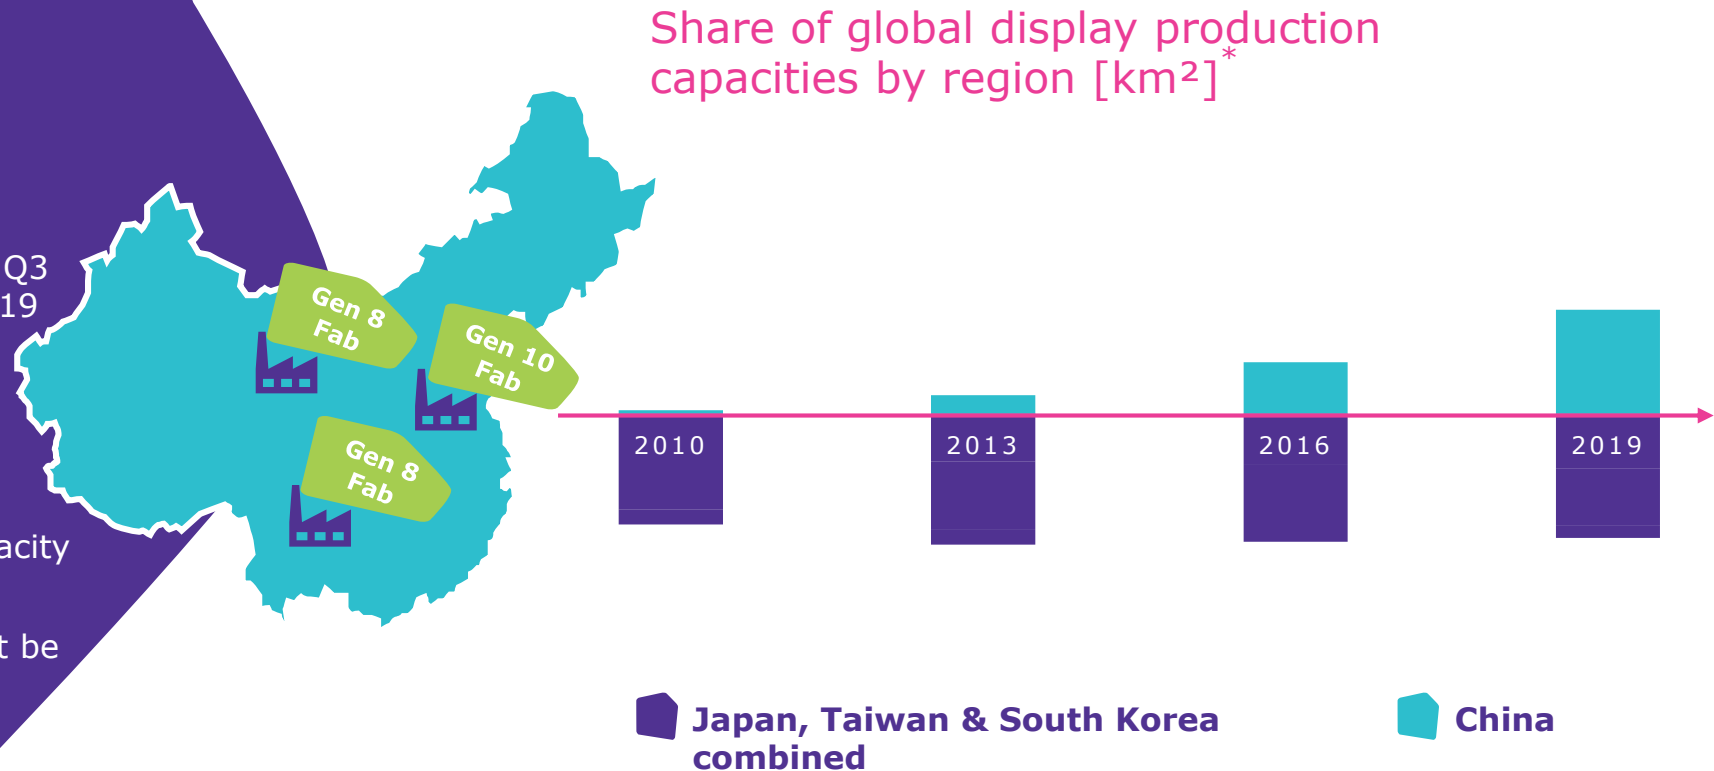 Share of global display production
capacities by region [km²]*
Q3
19
acity
t be
Gen 8
Fab
Gen 10
Fab
Gen 8
Fab
2010
2013
2016
2019
Japan, Taiwan & South Korea
combined
China